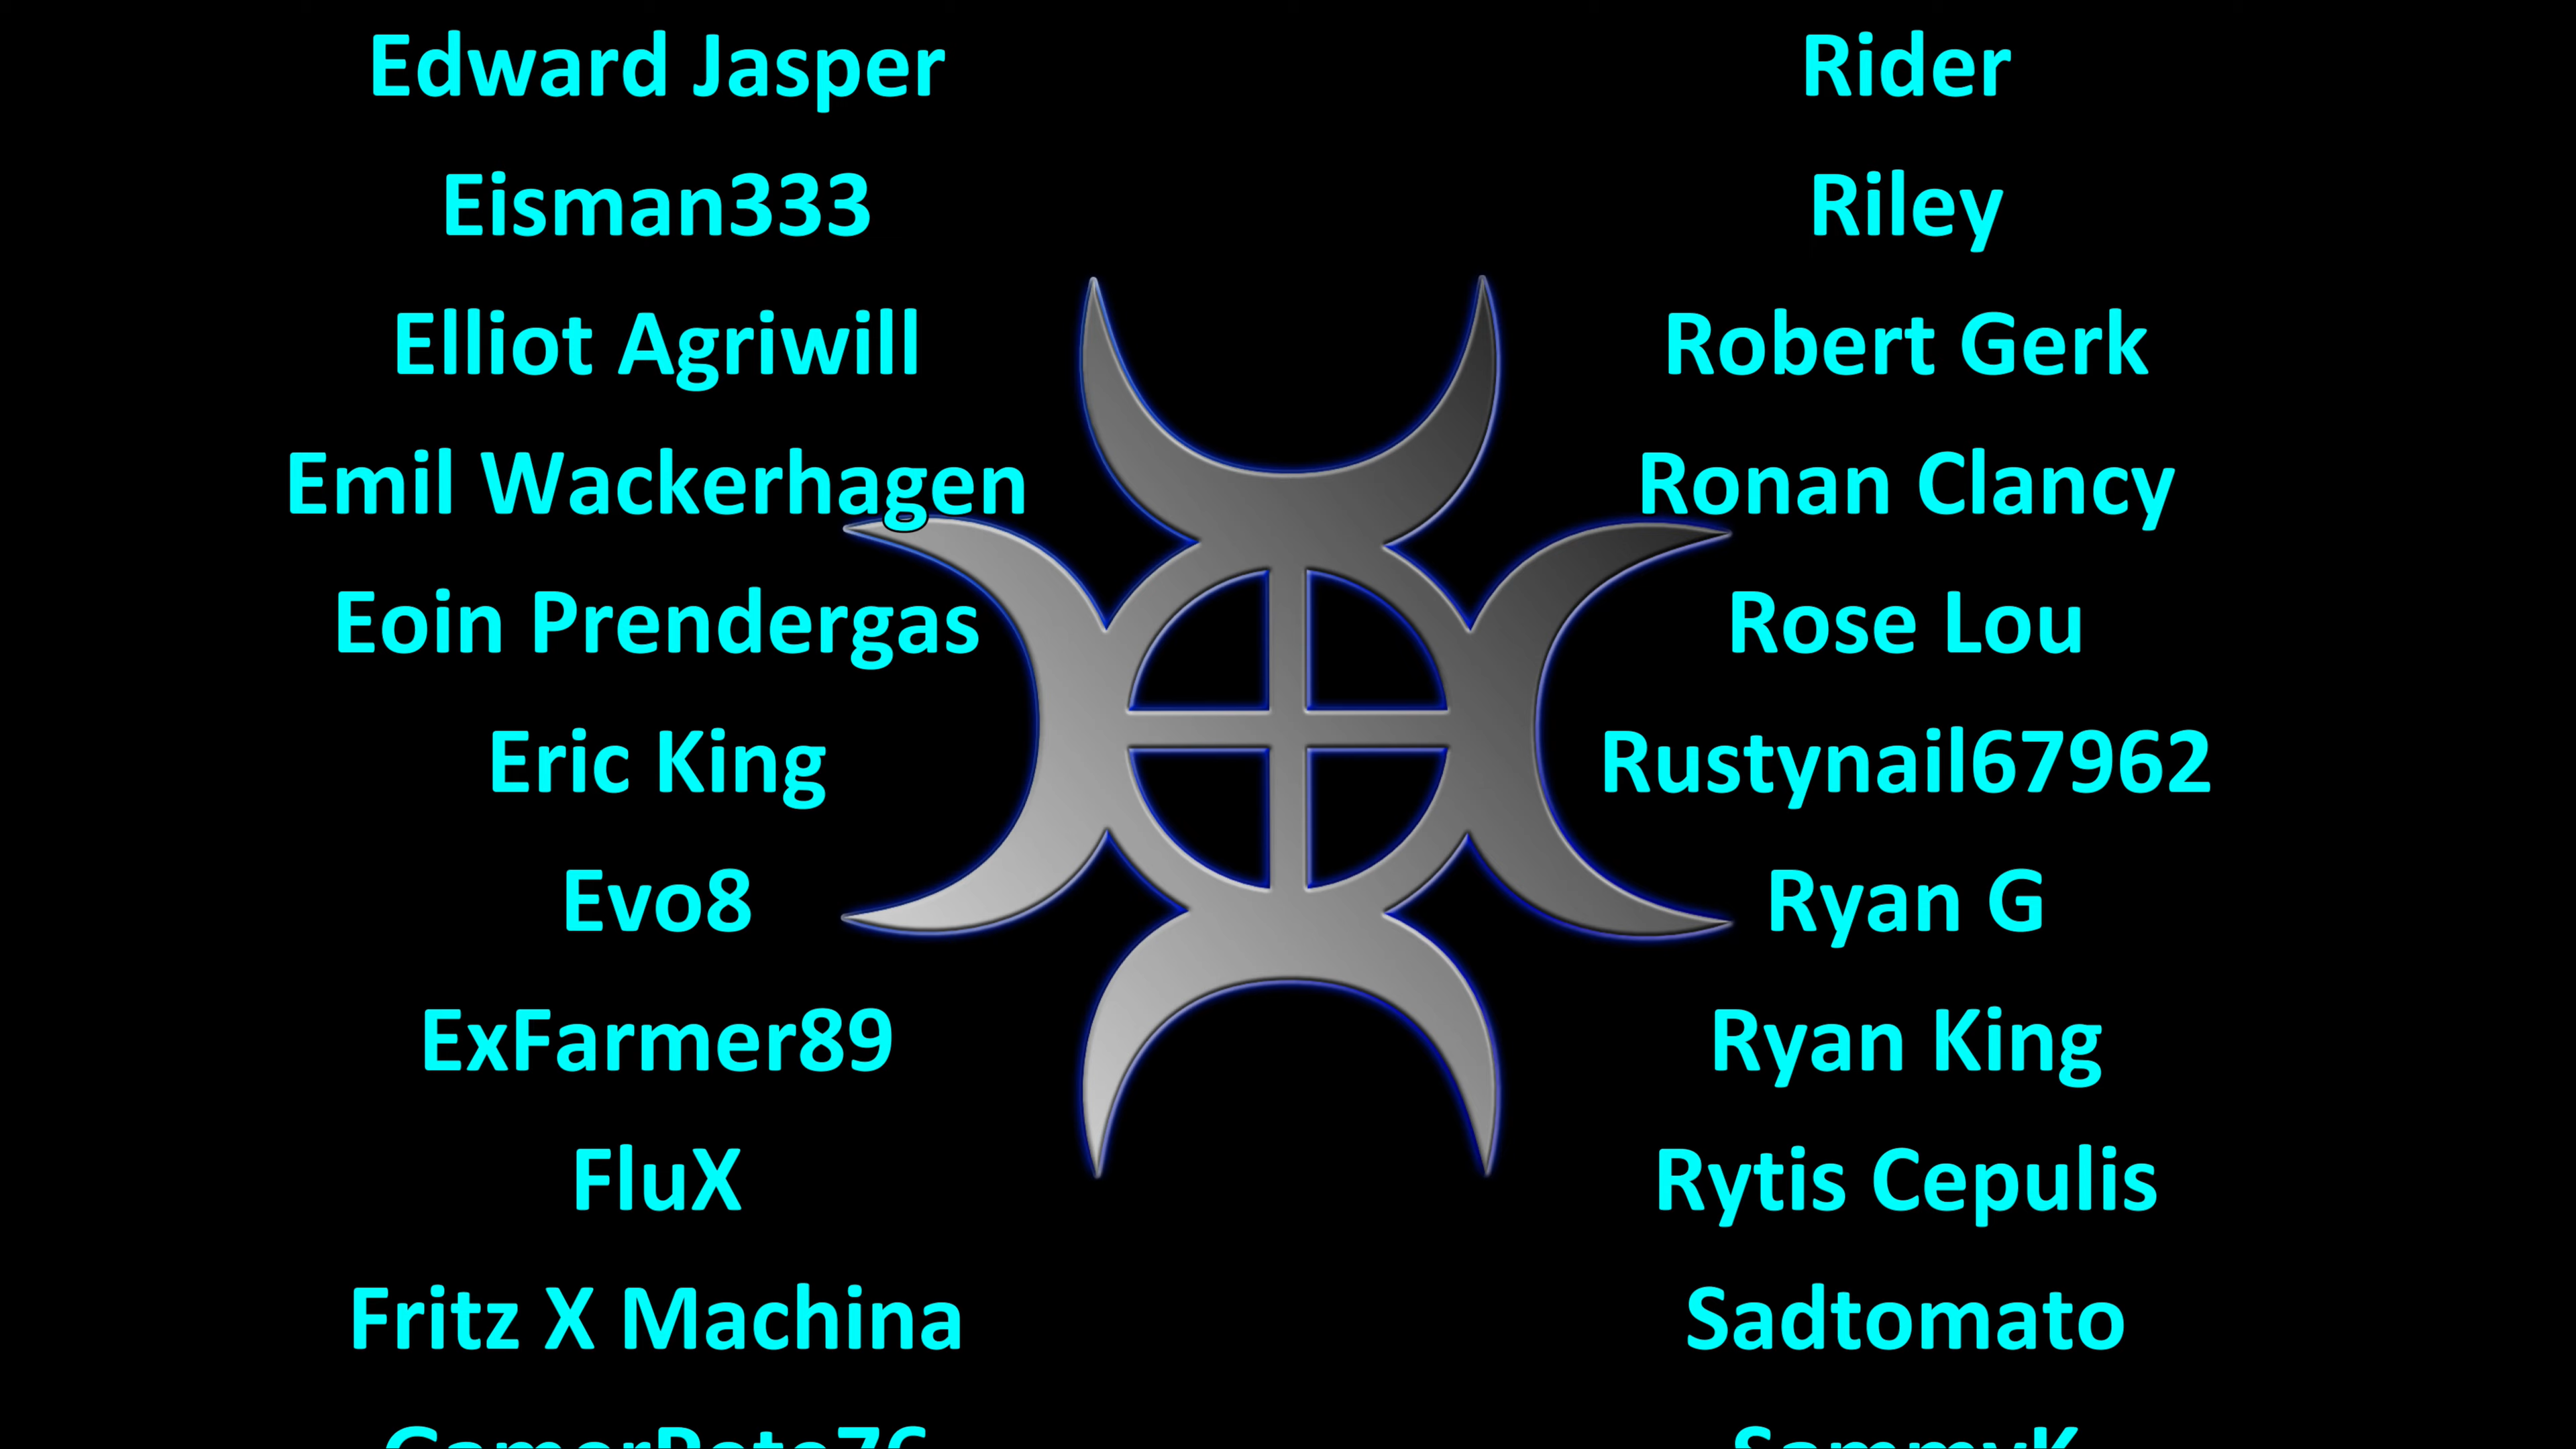 Edward Jasper
Eisman333
Elliot Agriwill
Emil Wackerhagen
Eoin Prendergas
Eric King
Evo8
ExFarmer89
FluX
Fritz X Machina
Rider
Riley
Robert Gerk
Ronan Clancy
Rose Lou
Rustynail67962
Ryan G
Ryan King
Rytis Cepulis
Sadtomato